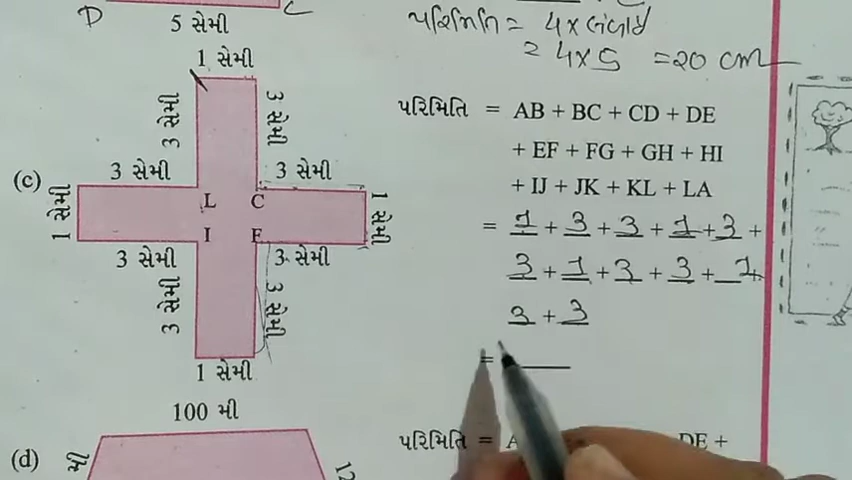 D C
5 સેમી
પરિમિતિ = 4 × લંબાઈ
= 4 × 5 = 20 cm
1 સેમી
3 સેમી
3 સેમી
(c)
3 સેમી
3 સેમી
1 સેમી
L C
I F
1 સેમી
3 સેમી
3 સેમી
3 સેમી
3 સેમી
1 સેમી
પરિમિતિ = AB + BC + CD + DE
+ EF + FG + GH + HI
+ IJ + JK + KL + LA
= 1 + 3 + 3 + 1 + 3 +
3 + 1 + 3 + 3 + 1 +
3 + 3
=
100 મી
(d)
મી
12
પરિમિતિ = A
DE +